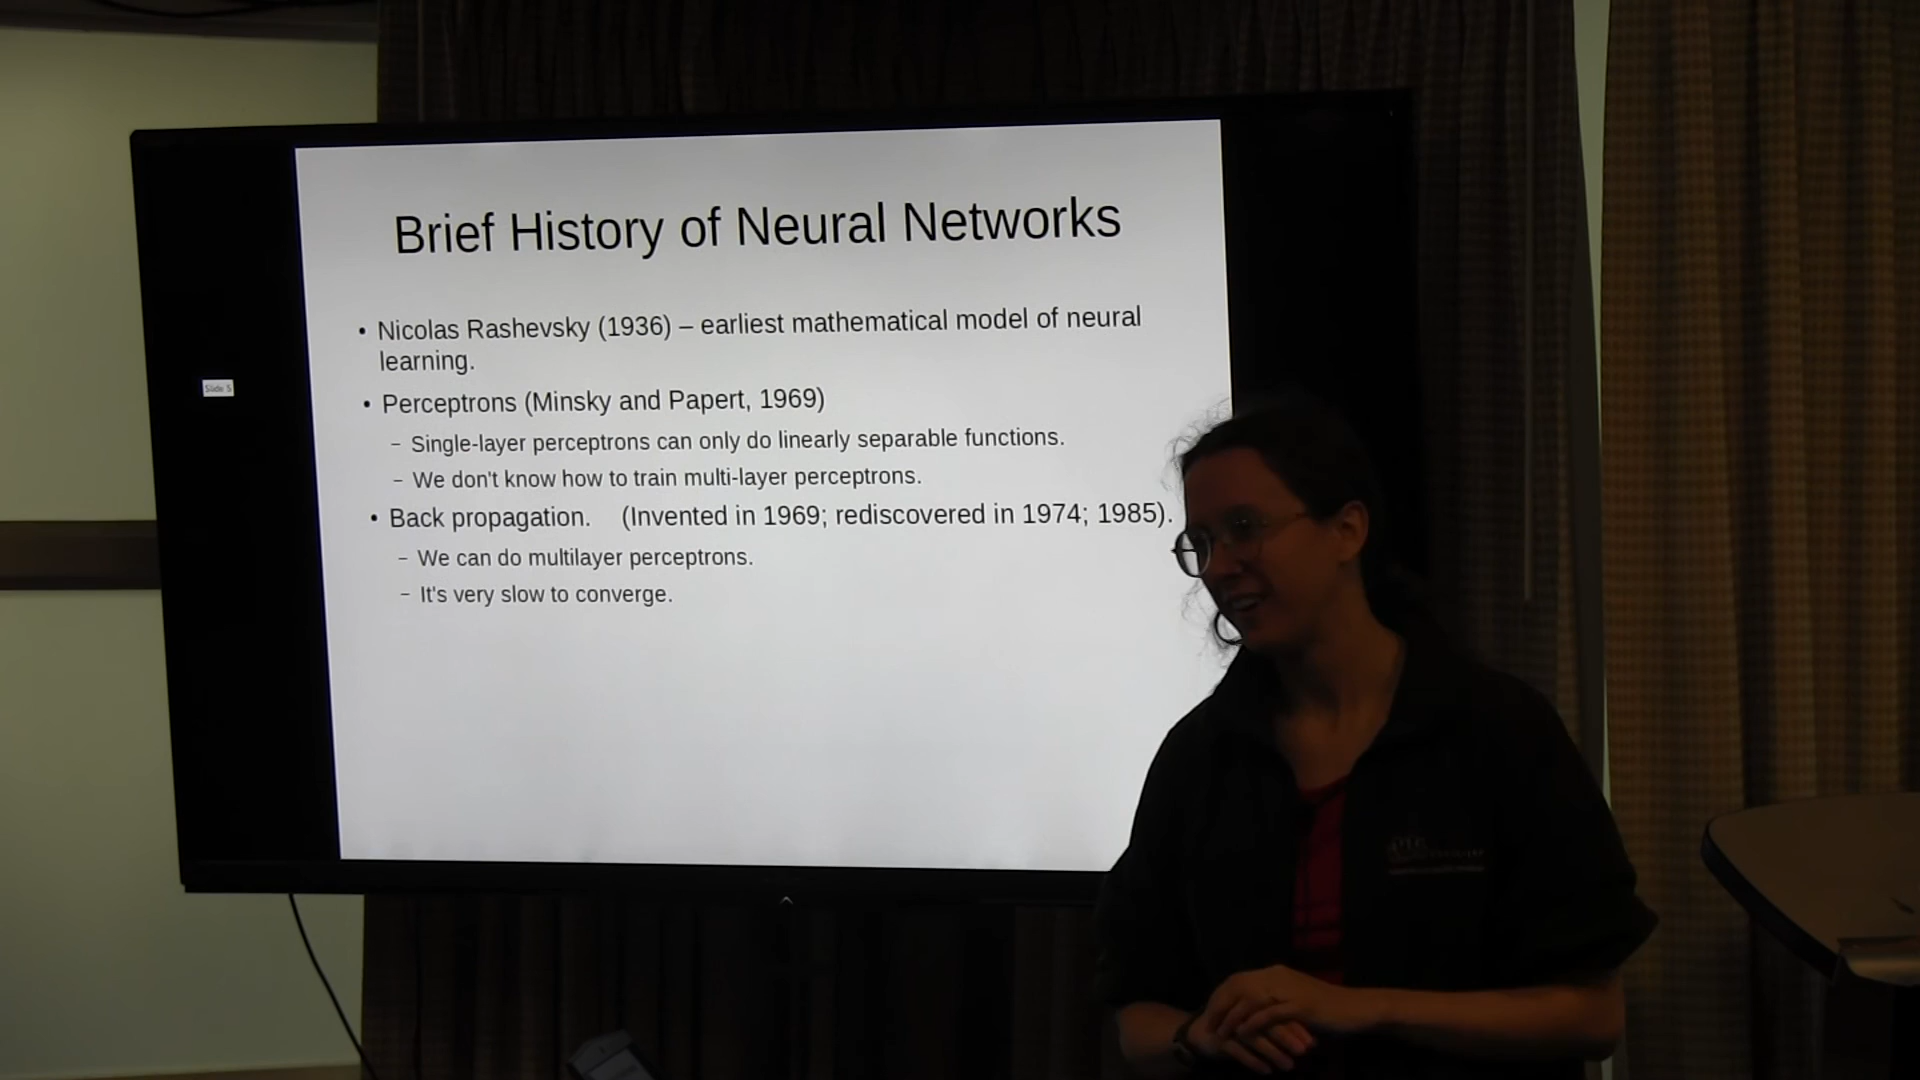 Brief History of Neural Networks
• Nicolas Rashevsky (1936) – earliest mathematical model of neural
learning.
• Perceptrons (Minsky and Papert, 1969)
– Single-layer perceptrons can only do linearly separable functions.
– We don't know how to train multi-layer perceptrons.
• Back propagation. (Invented in 1969; rediscovered in 1974; 1985).
– We can do multilayer perceptrons.
– It's very slow to converge.
Slide 5